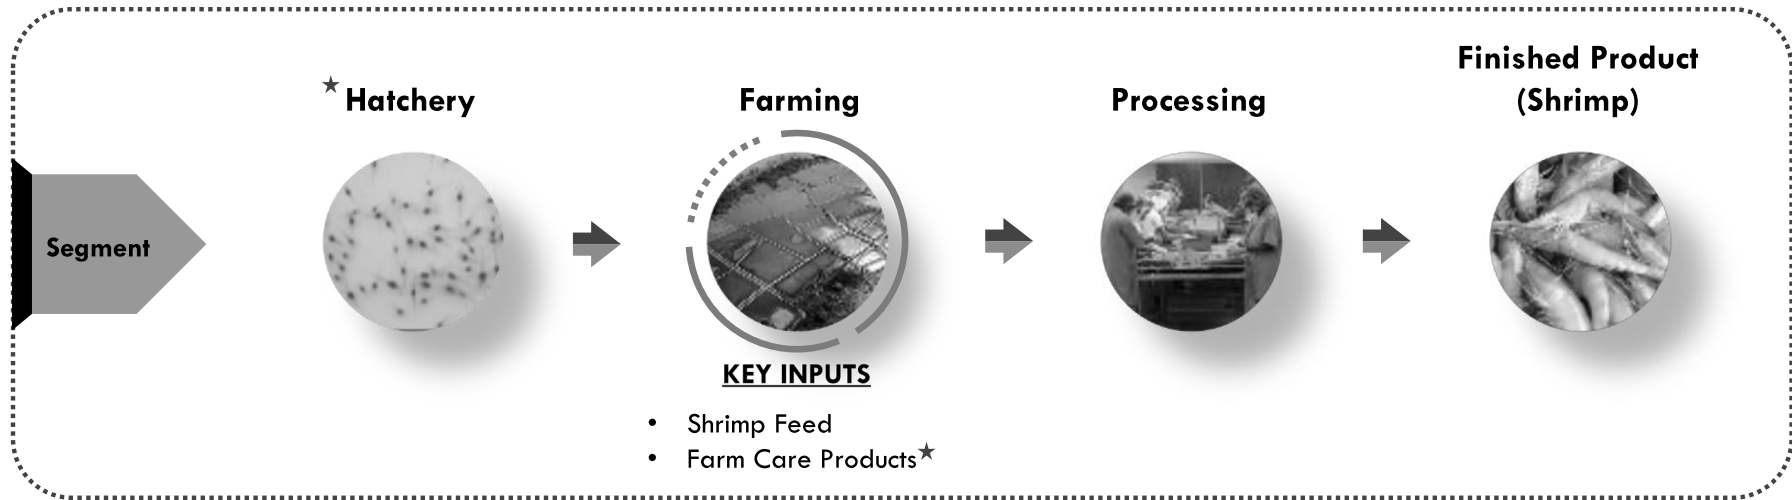 ★ Hatchery
Farming
Processing
Finished Product
(Shrimp)
Segment
KEY INPUTS
• Shrimp Feed
• Farm Care Products★